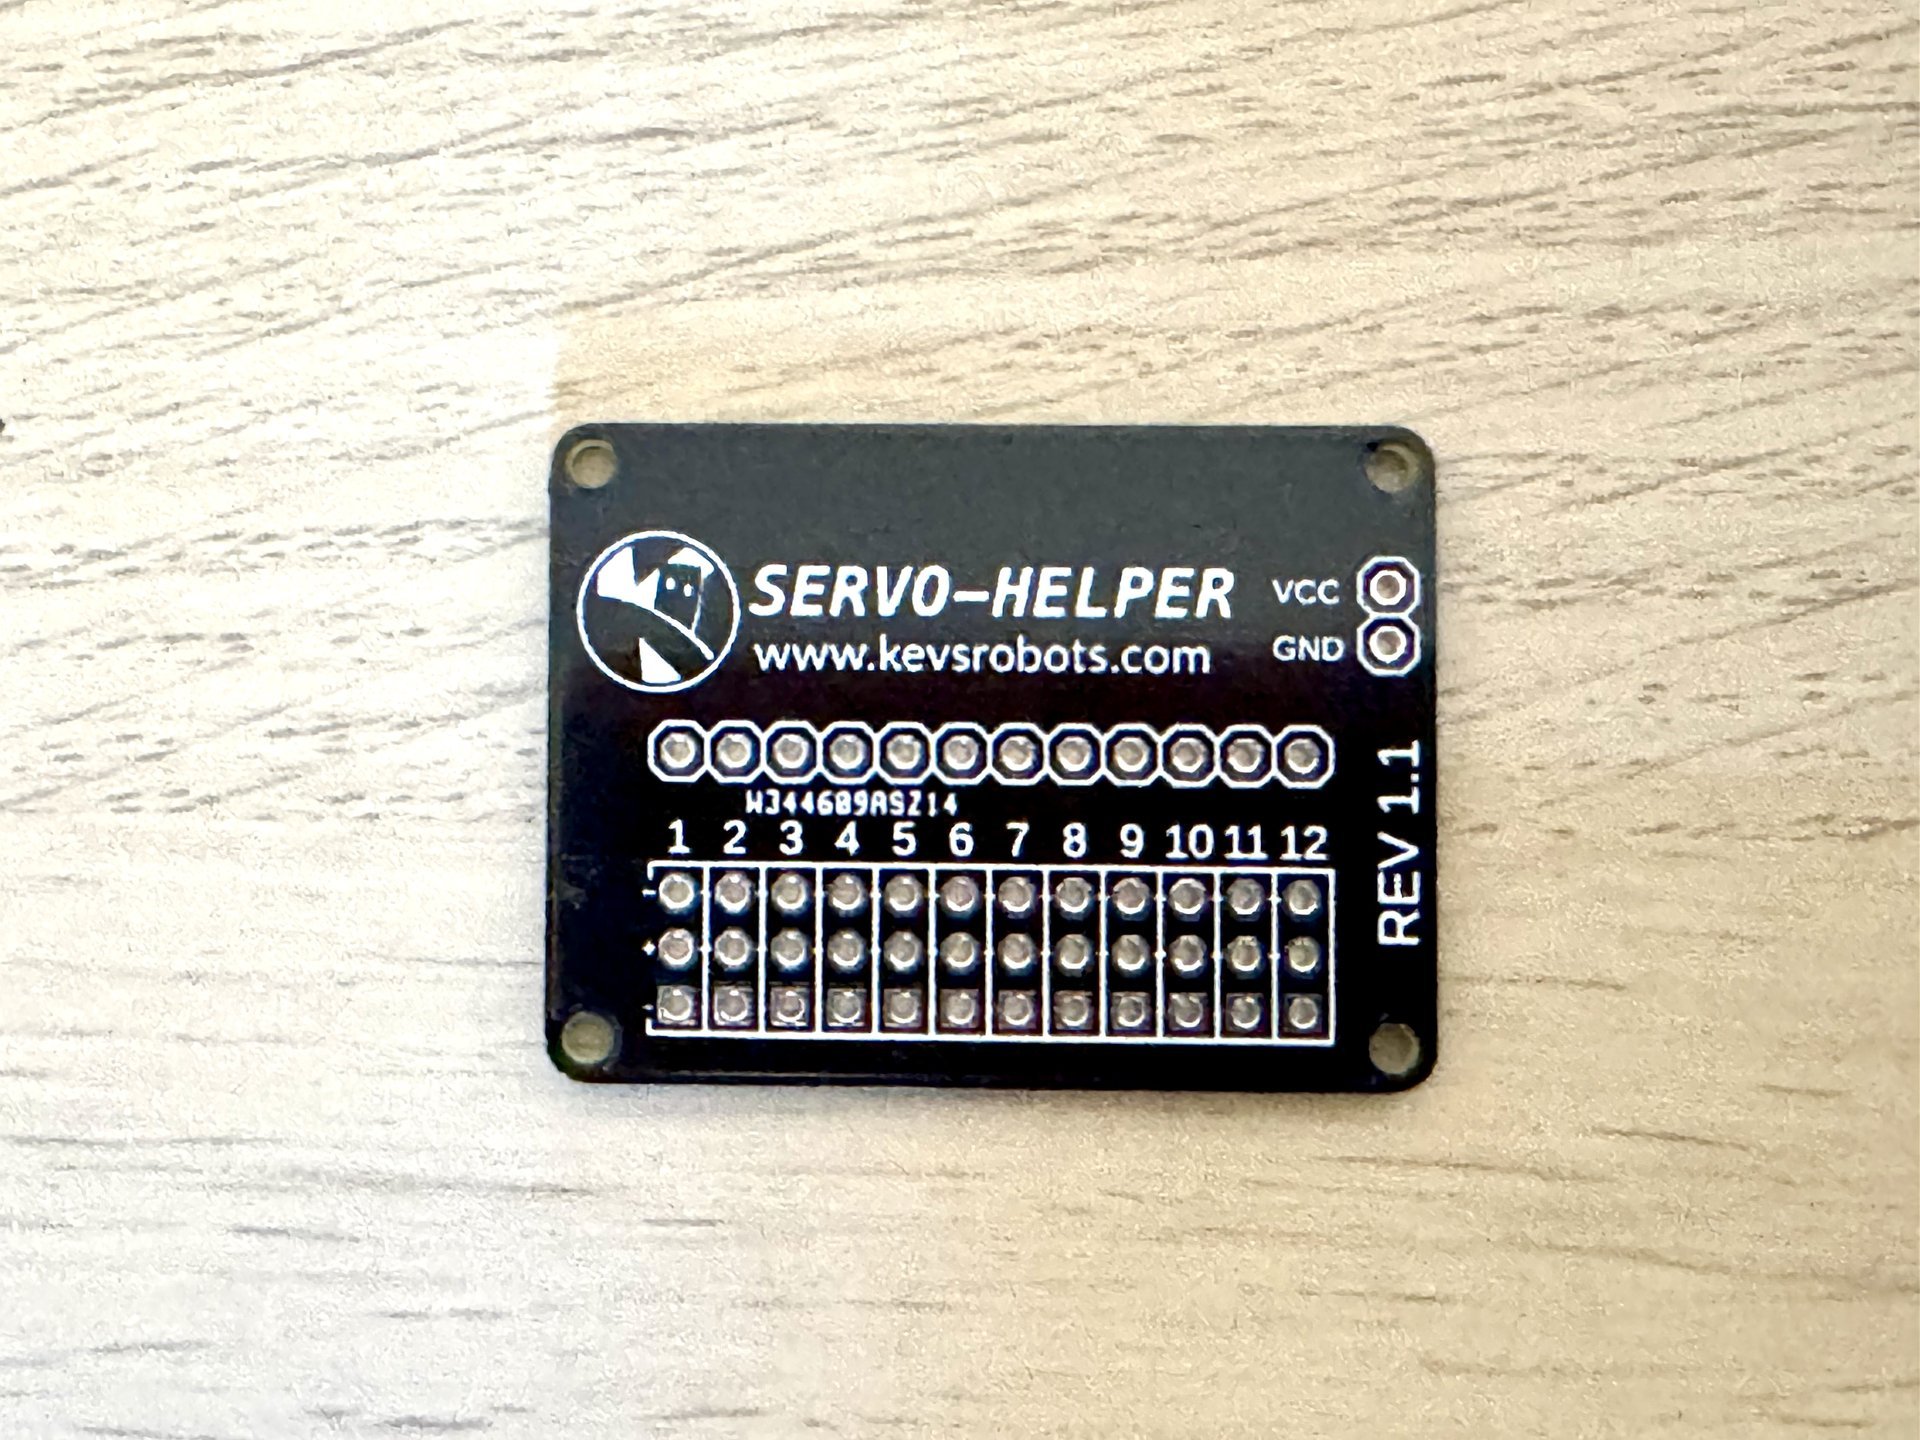 SERVO-HELPER
www.kevsrobots.com
VCC
GND
W344689ASZ14
1 2 3 4 5 6 7 8 9 10 11 12
-
+
REV 1.1